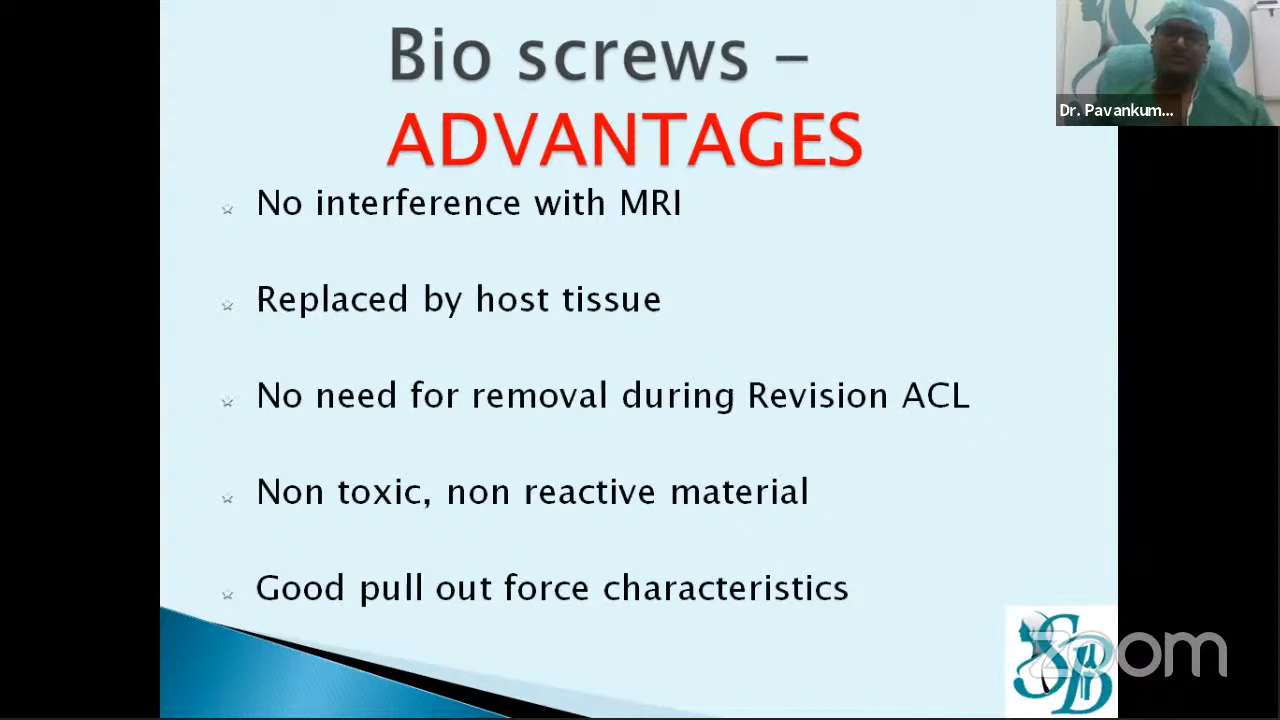 Bio screws –
ADVANTAGES
Dr. Pavankum...
No interference with MRI
Replaced by host tissue
No need for removal during Revision ACL
Non toxic, non reactive material
Good pull out force characteristics
zoom